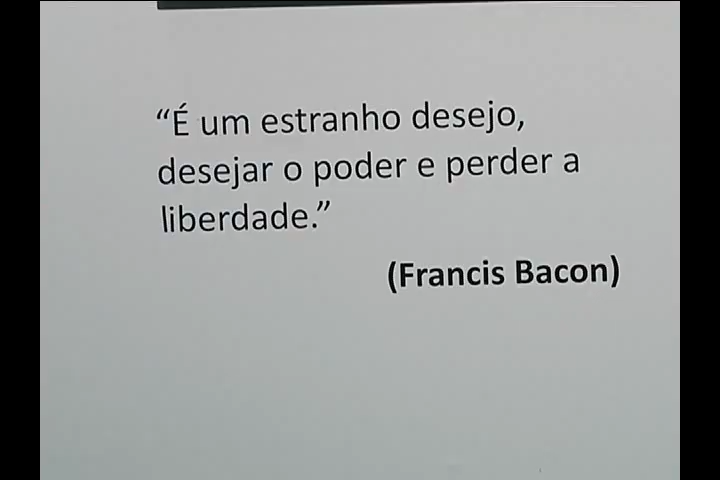 “É um estranho desejo,
desejar o poder e perder a
liberdade.”
(Francis Bacon)